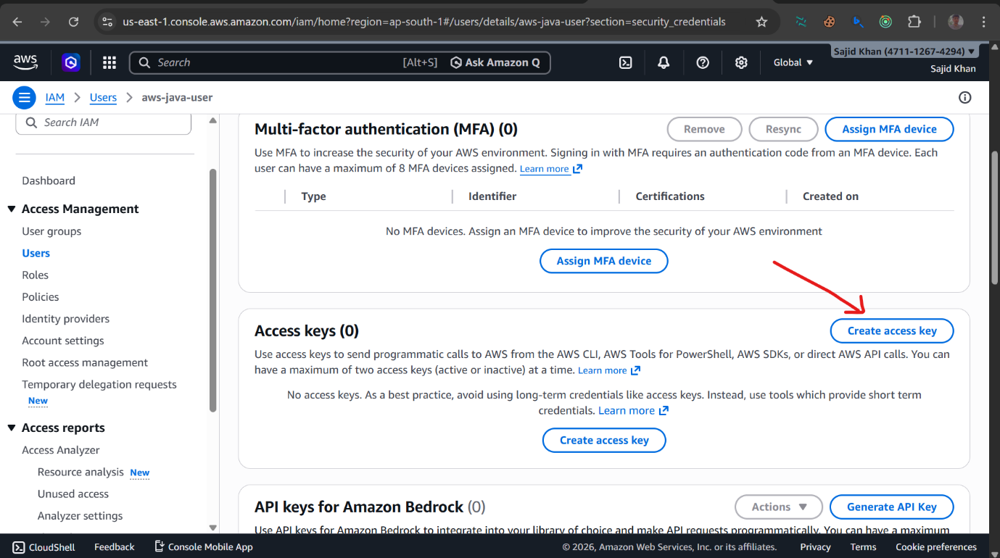 us-east-1.console.aws.amazon.com/iam/home?region=ap-south-1#/users/details/aws-java-user?section=security_credentials
aws
Search [Alt+S] Ask Amazon Q
Global ▼
Sajid Khan (4711-1267-4294) ▼
Sajid Khan
IAM > Users > aws-java-user
Search IAM
Dashboard
Access Management
User groups
Users
Roles
Policies
Identity providers
Account settings
Root access management
Temporary delegation requests
New
Access reports
Access Analyzer
Resource analysis New
Unused access
Analyzer settings
Multi-factor authentication (MFA) (0)
Remove
Resync
Assign MFA device
Use MFA to increase the security of your AWS environment. Signing in with MFA requires an authentication code from an MFA device. Each
user can have a maximum of 8 MFA devices assigned. Learn more
Type Identifier Certifications Created on
No MFA devices. Assign an MFA device to improve the security of your AWS environment
Assign MFA device
Access keys (0)
Create access key
Use access keys to send programmatic calls to AWS from the AWS CLI, AWS Tools for PowerShell, AWS SDKs, or direct AWS API calls. You can
have a maximum of two access keys (active or inactive) at a time. Learn more
No access keys. As a best practice, avoid using long-term credentials like access keys. Instead, use tools which provide short term
credentials. Learn more
Create access key
API keys for Amazon Bedrock (0)
Actions ▼
Generate API Key
Use API keys for Amazon Bedrock to integrate into your library of choice and make API requests programmatically. You can have a maximum
CloudShell Feedback Console Mobile App © 2026, Amazon Web Services, Inc. or its affiliates. Privacy Terms Cookie preferences